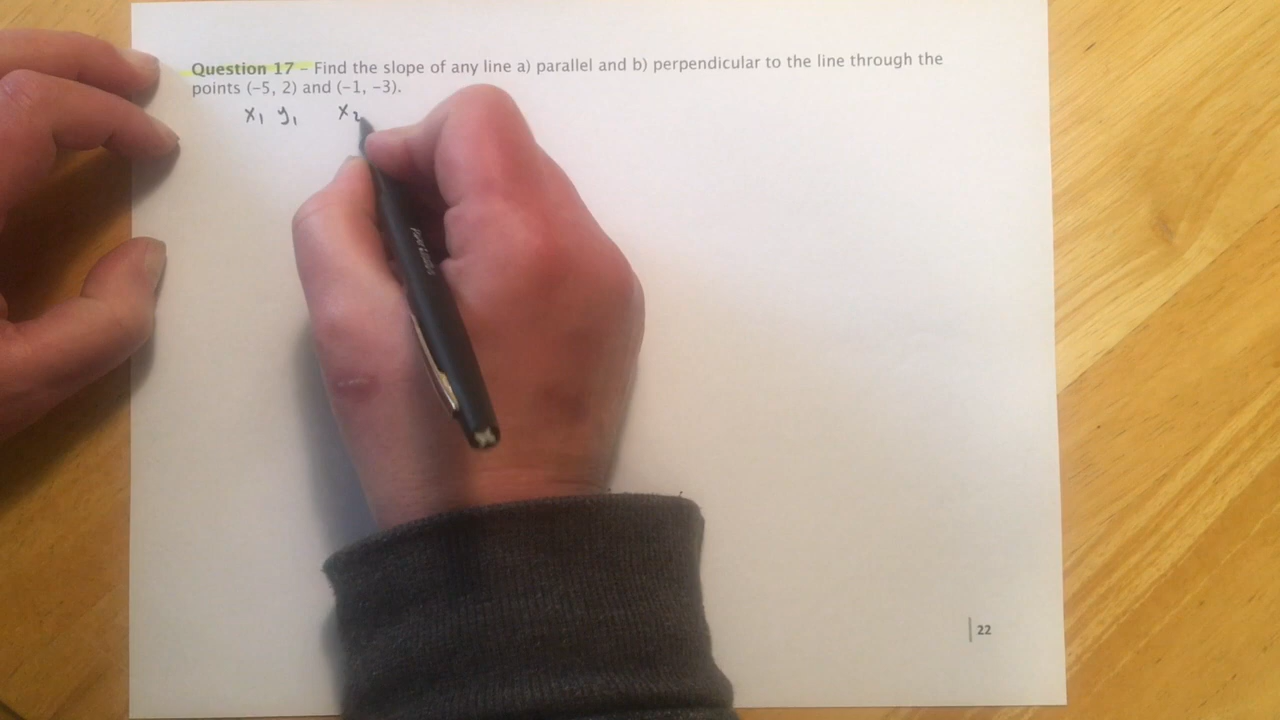 Question 17 – Find the slope of any line a) parallel and b) perpendicular to the line through the
points (–5, 2) and (–1, –3).
x₁ y₁ x₂
22